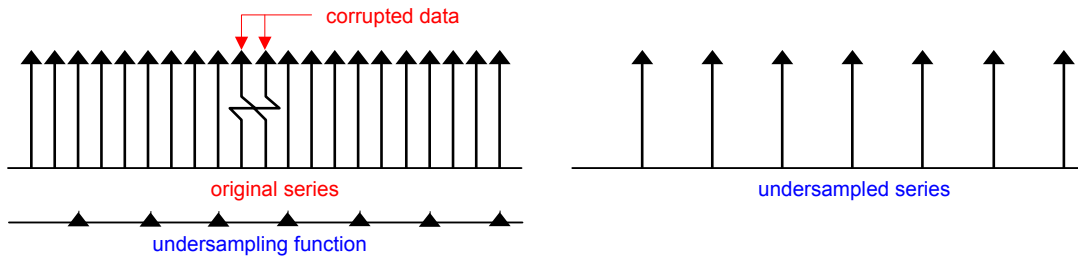 corrupted data
original series
undersampling function
undersampled series